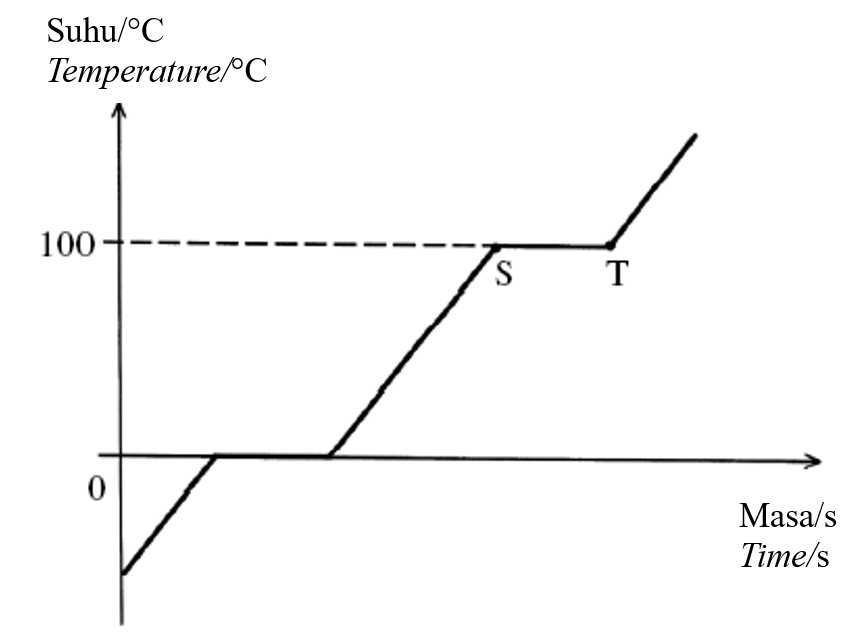 Suhu/°C
Temperature/°C
100
S
T
0
Masa/s
Time/s